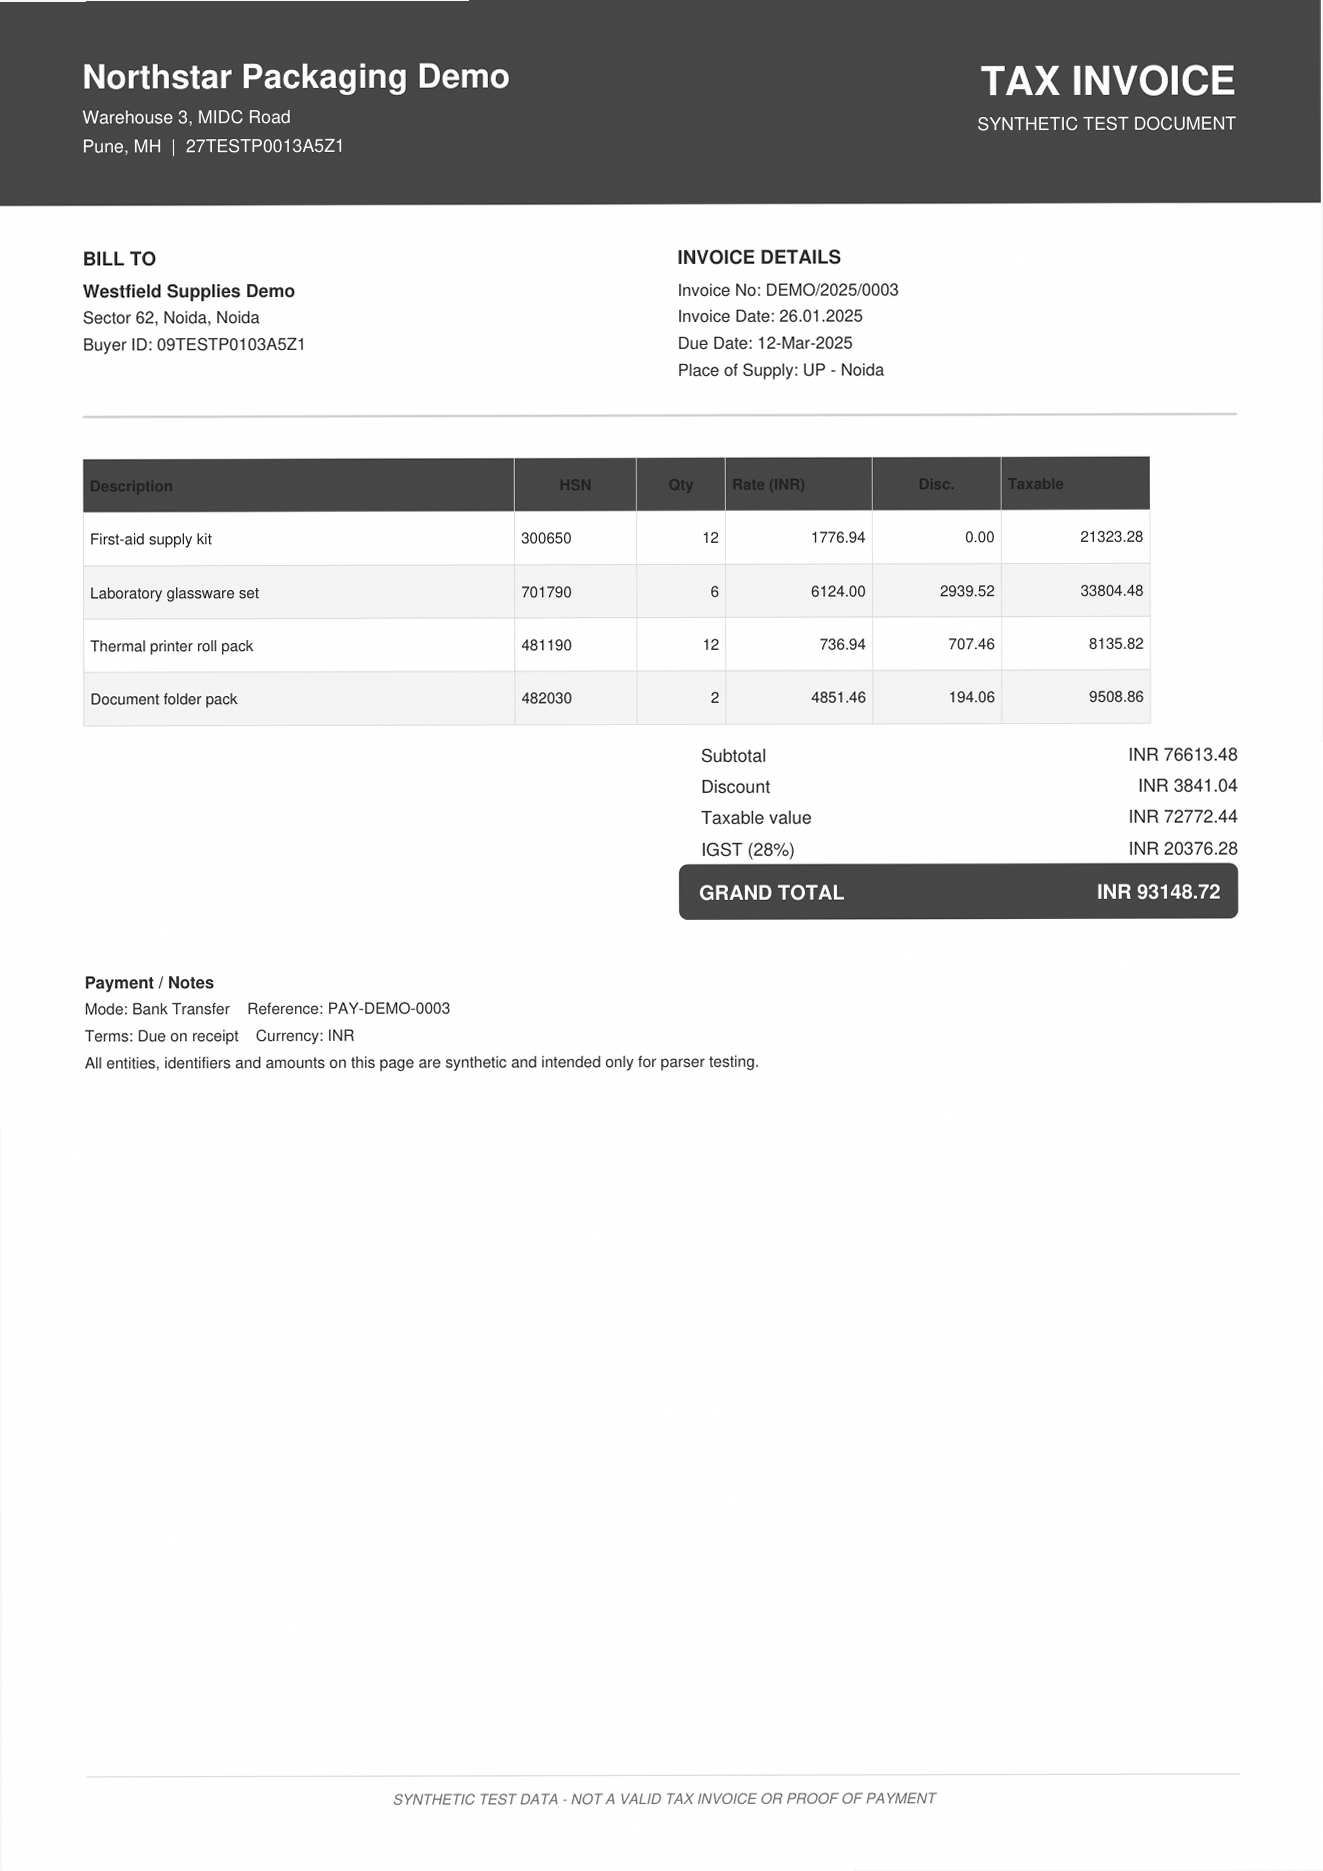 Northstar Packaging Demo
Warehouse 3, MIDC Road
Pune, MH | 27TESTP0013A5Z1
TAX INVOICE
SYNTHETIC TEST DOCUMENT
BILL TO
Westfield Supplies Demo
Sector 62, Noida, Noida
Buyer ID: 09TESTP0103A5Z1
INVOICE DETAILS
Invoice No: DEMO/2025/0003
Invoice Date: 26.01.2025
Due Date: 12-Mar-2025
Place of Supply: UP - Noida
Description HSN Qty Rate (INR) Disc. Taxable
First-aid supply kit 300650 12 1776.94 0.00 21323.28
Laboratory glassware set 701790 6 6124.00 2939.52 33804.48
Thermal printer roll pack 481190 12 736.94 707.46 8135.82
Document folder pack 482030 2 4851.46 194.06 9508.86
Subtotal INR 76613.48
Discount INR 3841.04
Taxable value INR 72772.44
IGST (28%) INR 20376.28
GRAND TOTAL INR 93148.72
Payment / Notes
Mode: Bank Transfer Reference: PAY-DEMO-0003
Terms: Due on receipt Currency: INR
All entities, identifiers and amounts on this page are synthetic and intended only for parser testing.
SYNTHETIC TEST DATA - NOT A VALID TAX INVOICE OR PROOF OF PAYMENT